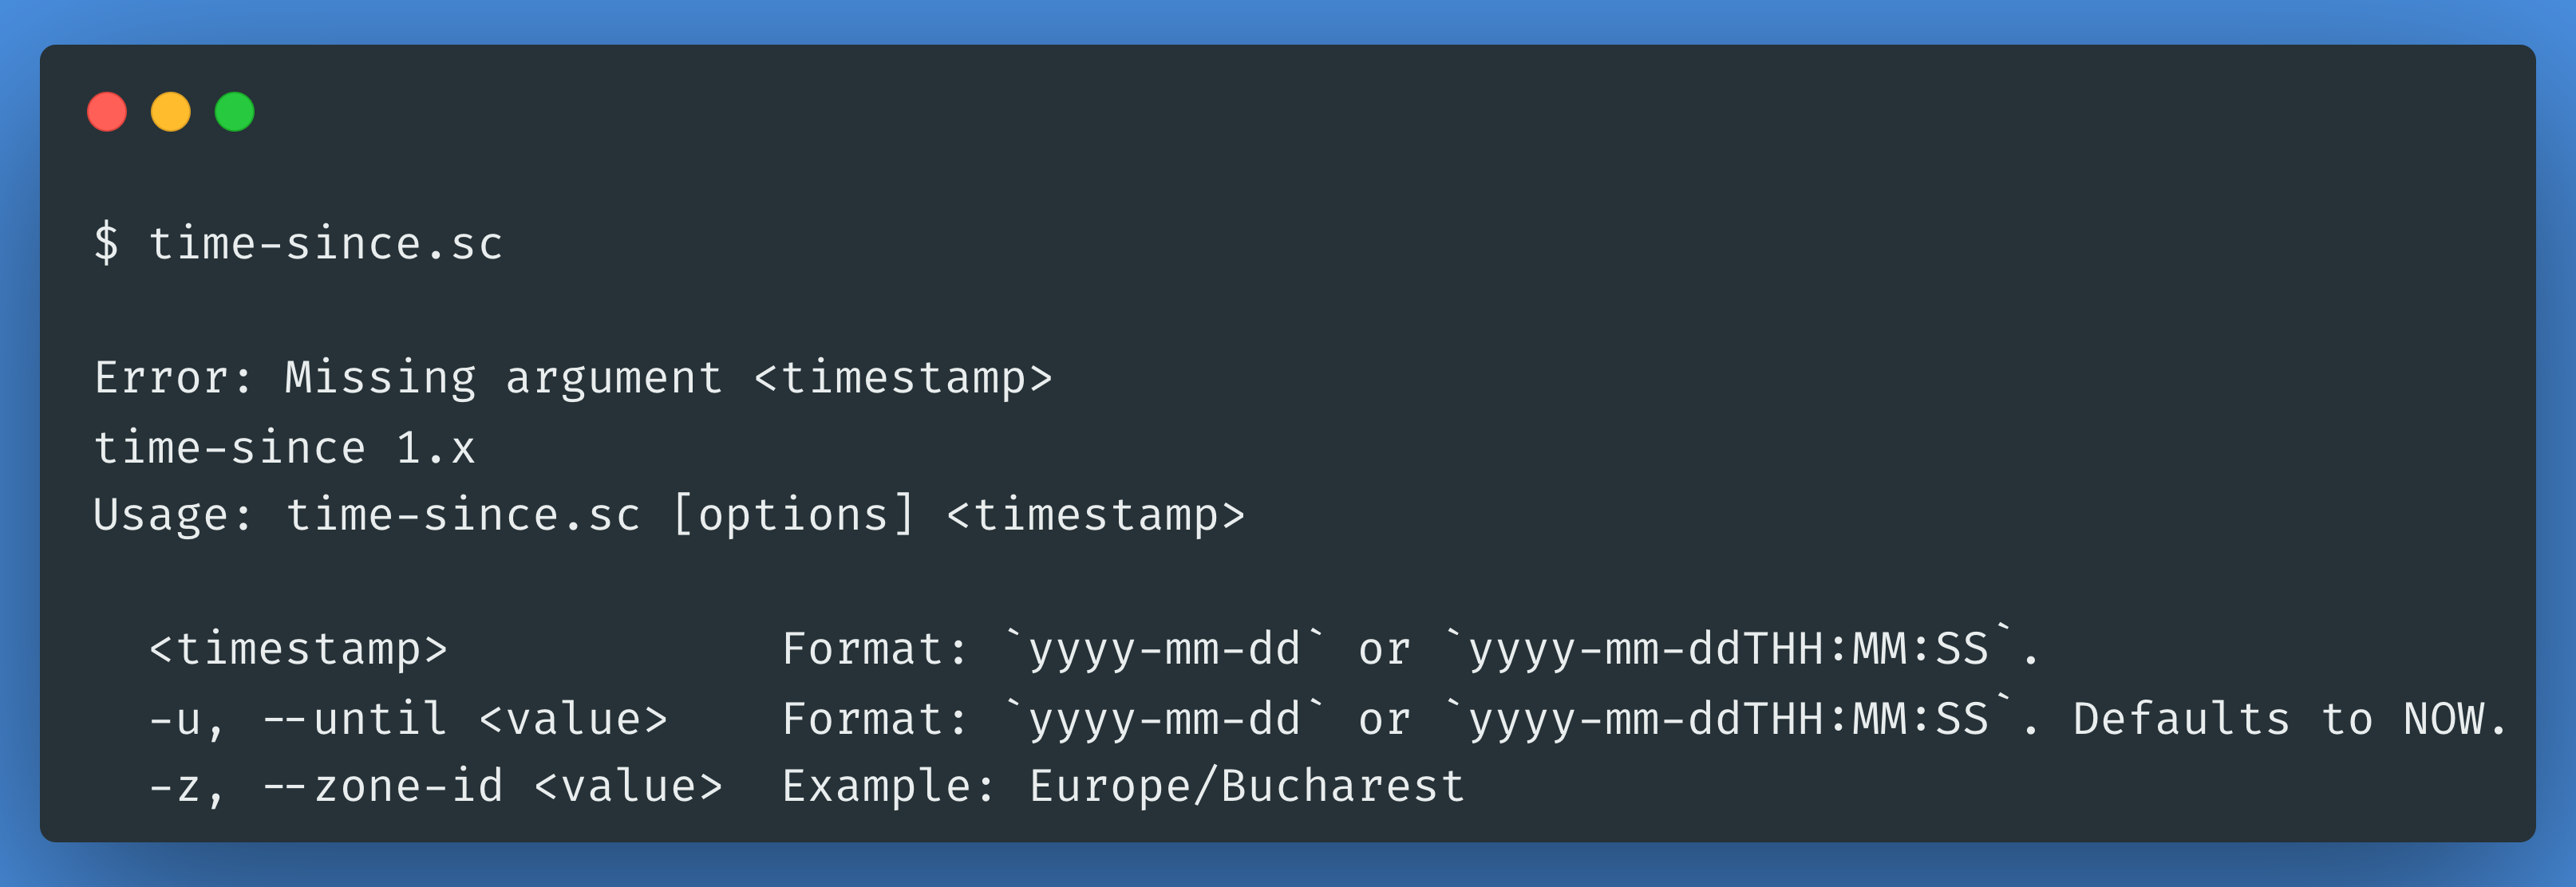 $ time-since.sc
Error: Missing argument <timestamp>
time-since 1.x
Usage: time-since.sc [options] <timestamp>
  <timestamp>            Format: `yyyy-mm-dd` or `yyyy-mm-ddTHH:MM:SS`.
  -u, --until <value>    Format: `yyyy-mm-dd` or `yyyy-mm-ddTHH:MM:SS`. Defaults to NOW.
  -z, --zone-id <value>  Example: Europe/Bucharest